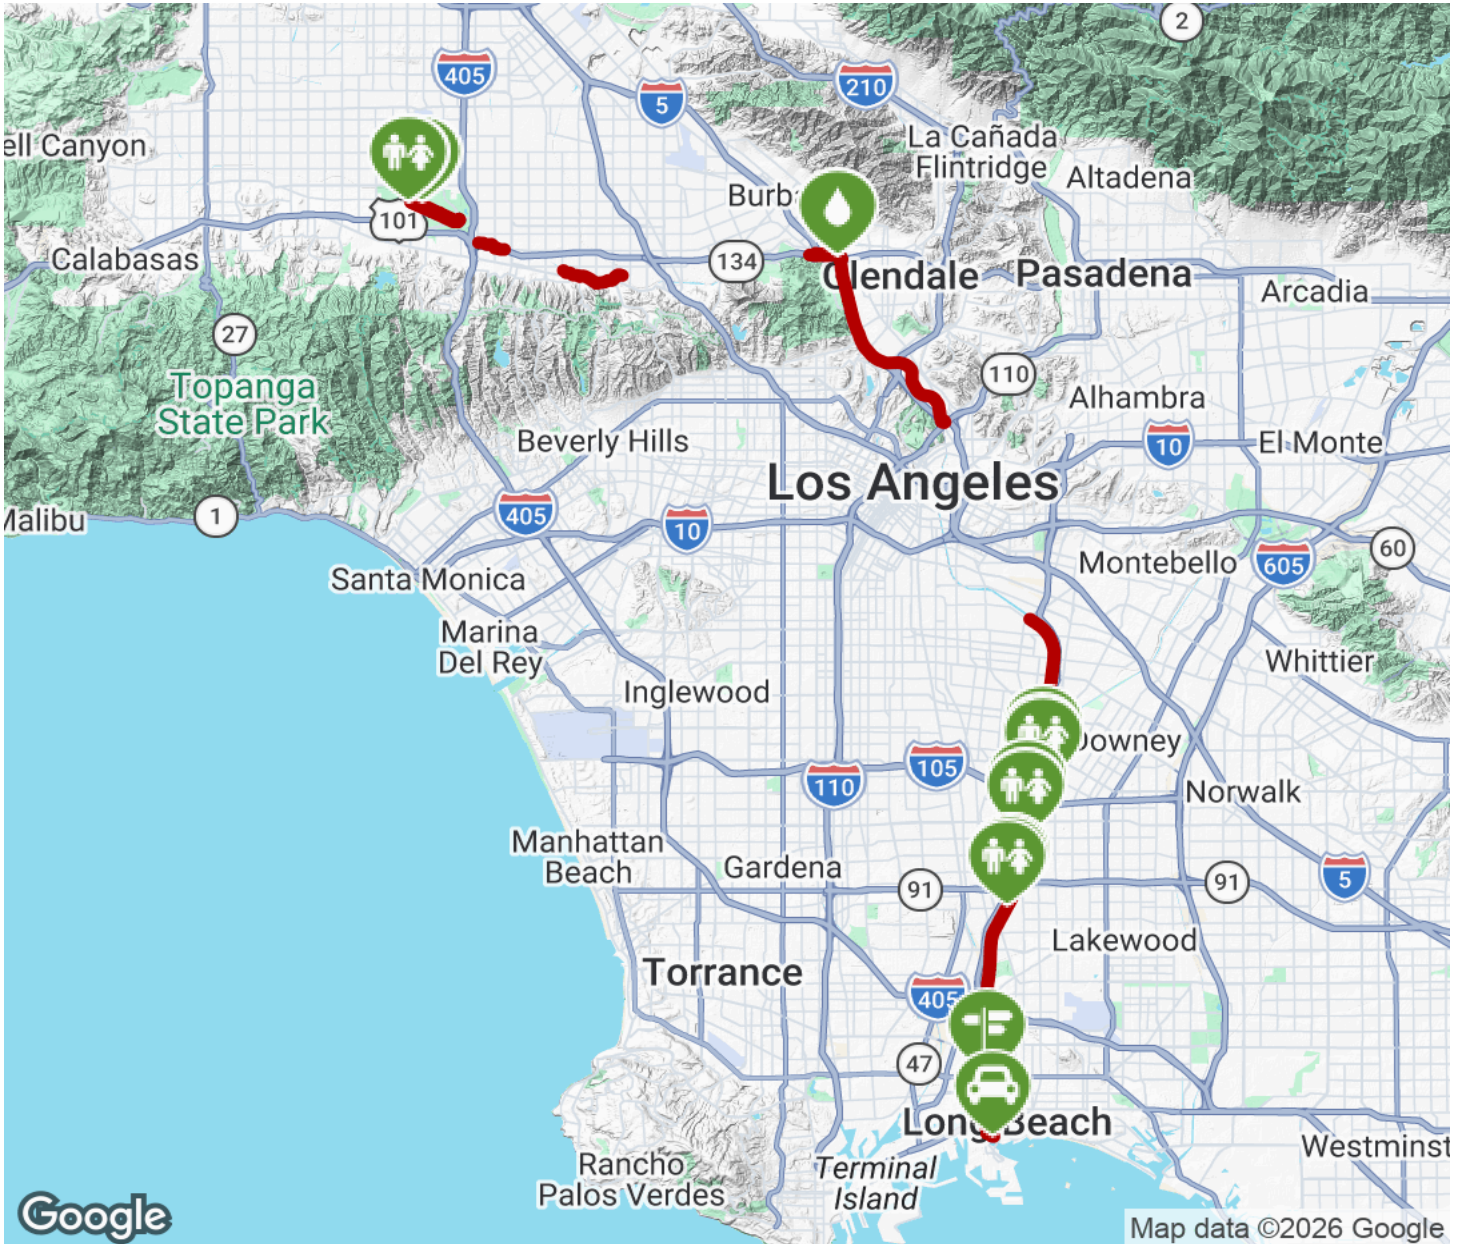 2
405
5
210
La Cañada
Flintridge
ell Canyon
Altadena
Burb
101
134
Calabasas
Glendale
Pasadena
Arcadia
27
110
Topanga
State Park
Alhambra
Beverly Hills
10
El Monte
Los Angeles
1
405
10
Malibu
60
Montebello
605
Santa Monica
Marina
Del Rey
Whittier
Inglewood
Downey
105
110
Norwalk
Manhattan
Beach
Gardena
91
91
5
Lakewood
Torrance
405
47
Long Beach
Westminst
Rancho
Palos Verdes
Terminal
Island
Google
Map data ©2026 Google